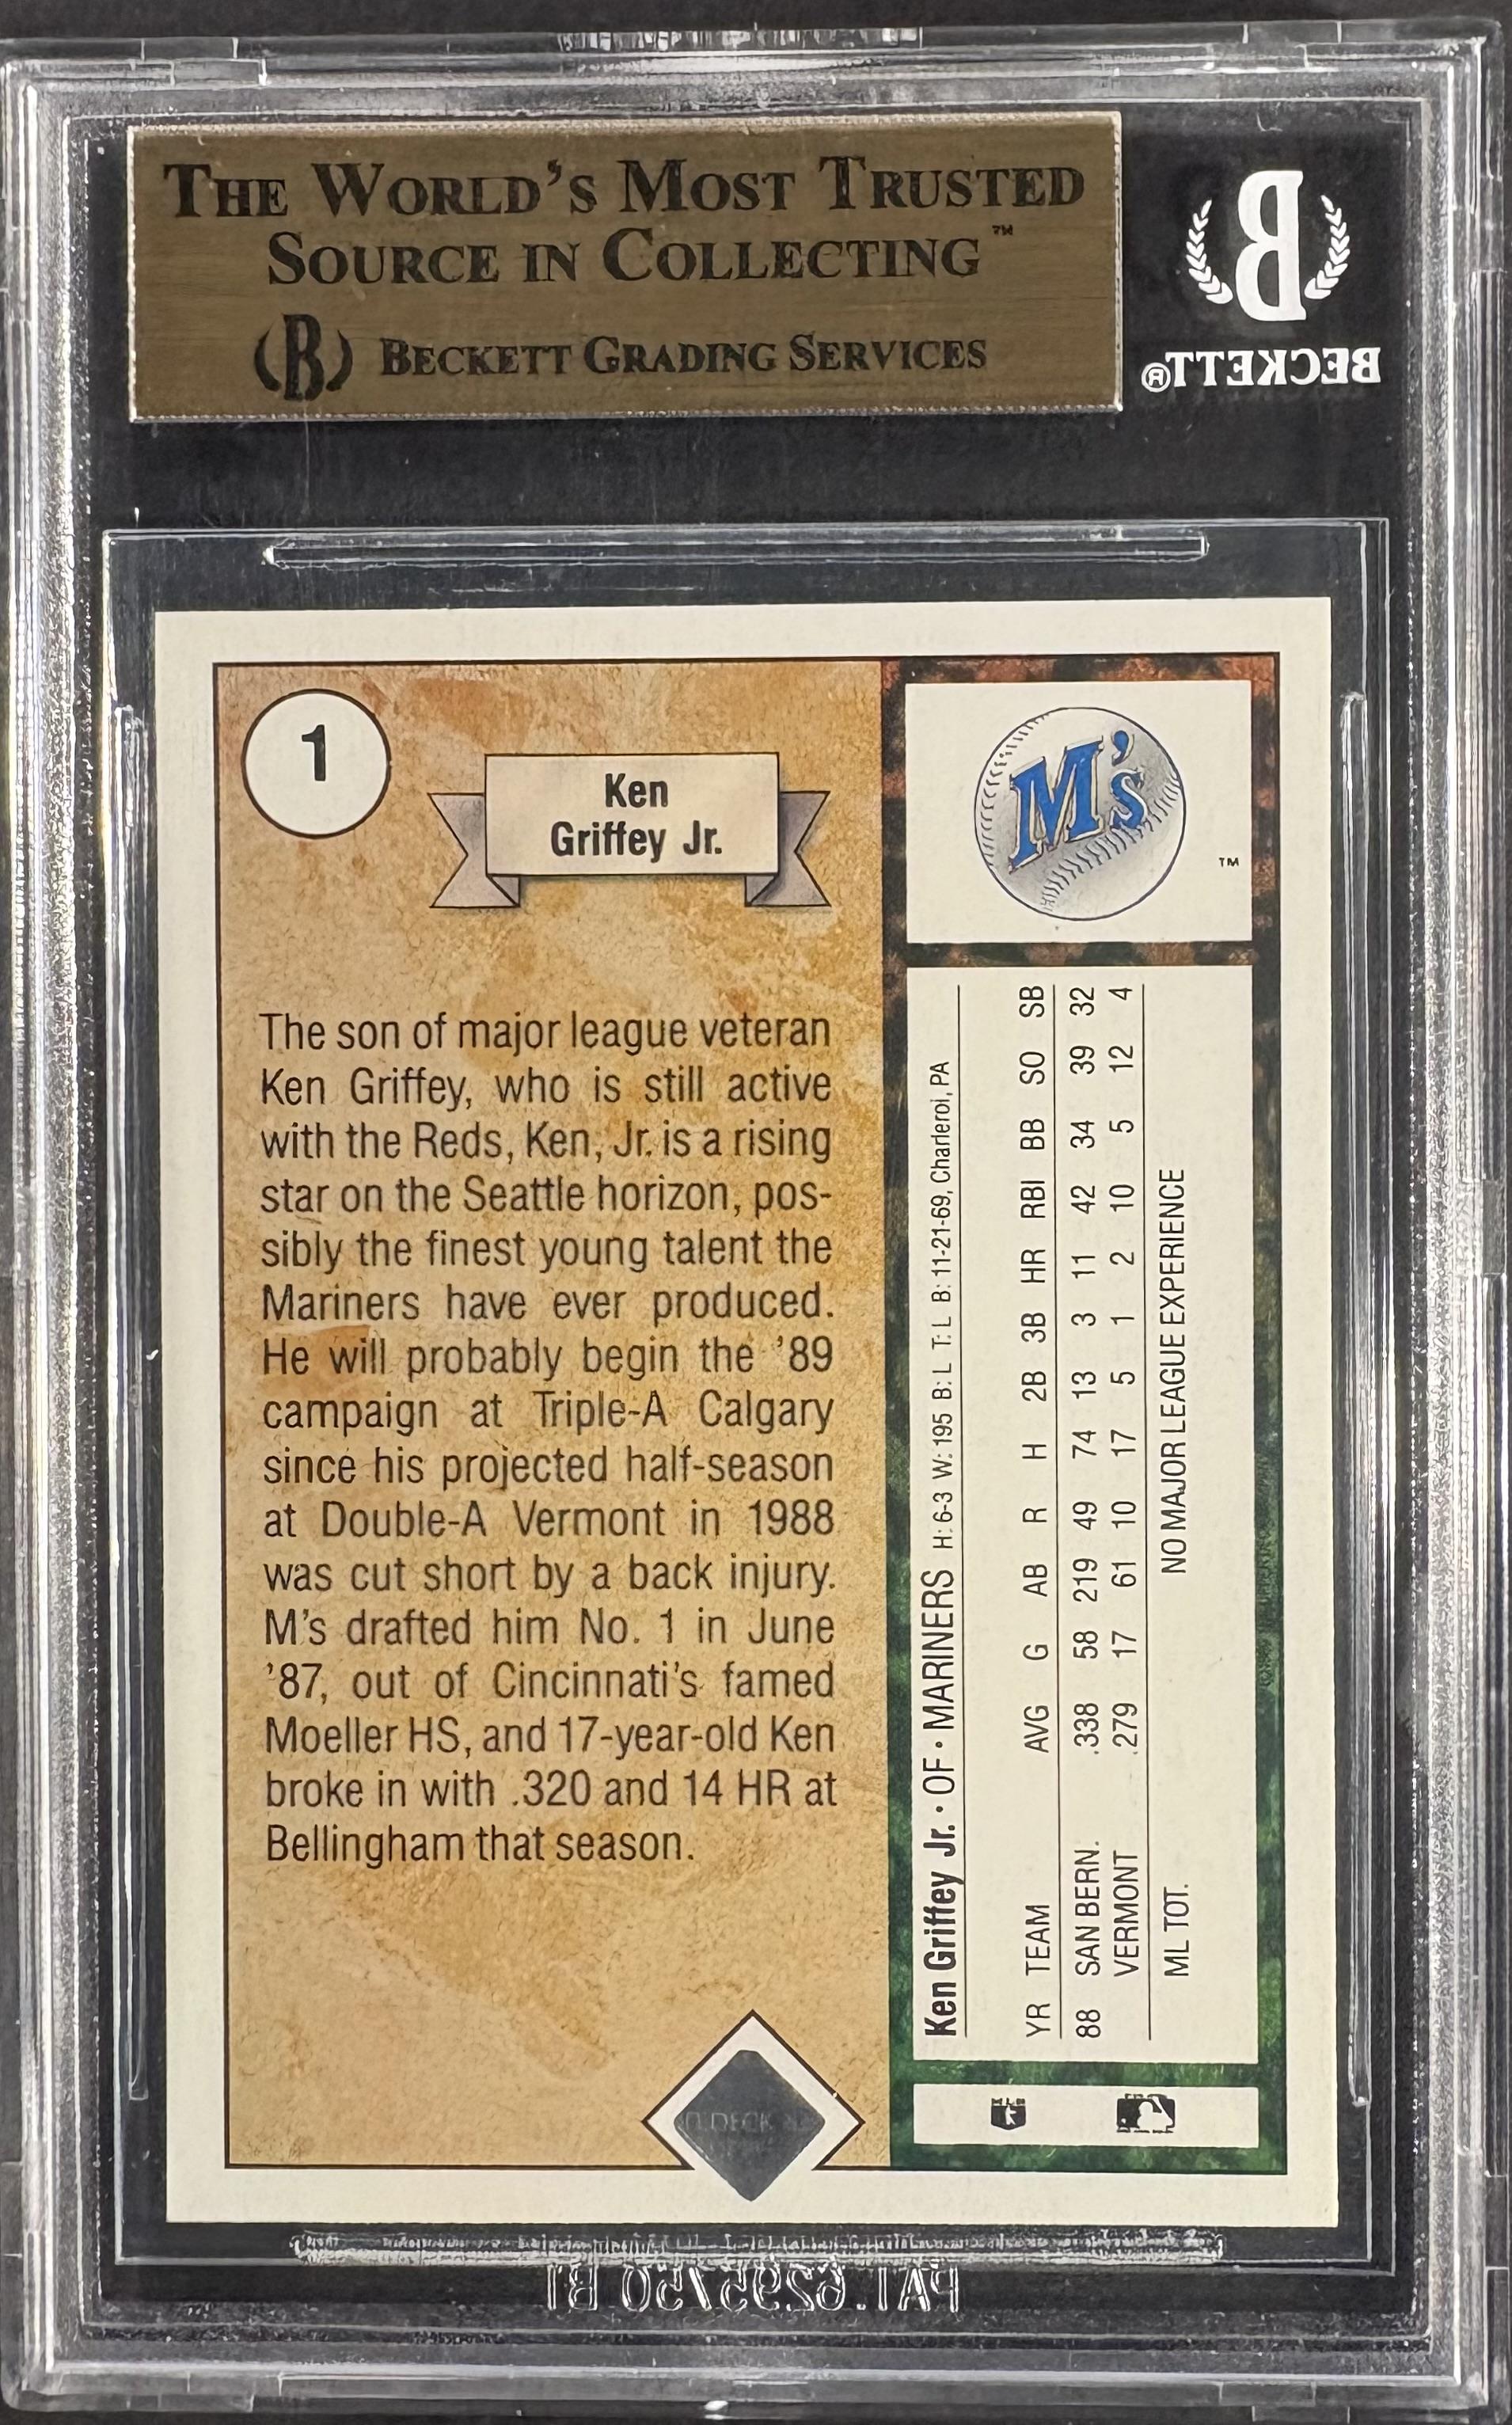 THE WORLD'S MOST TRUSTED
SOURCE IN COLLECTING™
B BECKETT GRADING SERVICES
B
BECKETT®
1
Ken
Griffey Jr.
The son of major league veteran
Ken Griffey, who is still active
with the Reds, Ken, Jr. is a rising
star on the Seattle horizon, pos-
sibly the finest young talent the
Mariners have ever produced.
He will probably begin the '89
campaign at Triple-A Calgary
since his projected half-season
at Double-A Vermont in 1988
was cut short by a back injury.
M's drafted him No. 1 in June
'87, out of Cincinnati's famed
Moeller HS, and 17-year-old Ken
broke in with .320 and 14 HR at
Bellingham that season.
M's
TM
Ken Griffey Jr. • OF • MARINERS H: 6-3 W: 195 B: L T: L B: 11-21-69, Charleroi, PA
YR TEAM AVG G AB R H 2B 3B HR RBI BB SO SB
88 SAN BERN. .338 58 219 49 74 13 3 11 42 34 39 32
VERMONT .279 17 61 10 17 5 1 2 10 5 12 4
ML TOT. NO MAJOR LEAGUE EXPERIENCE
DECK